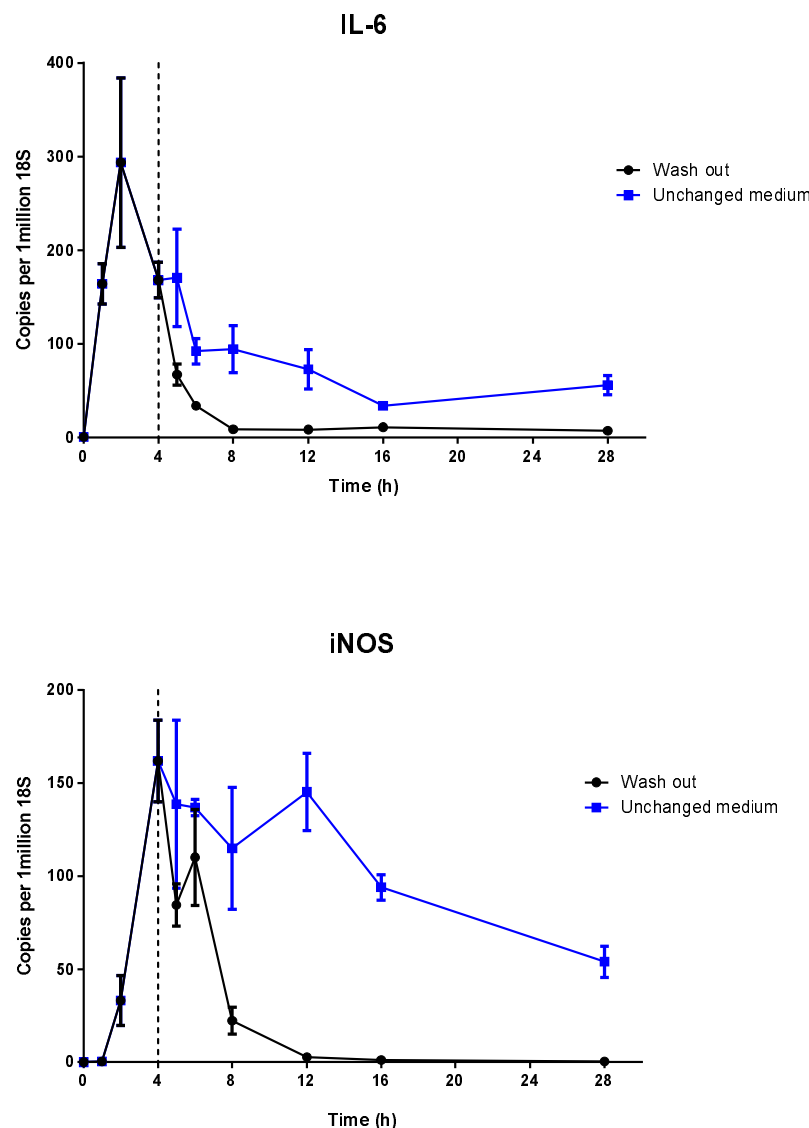 IL-6
400
300
200
100
0
Copies per 1million 18S
0 4 8 12 16 20 24 28
Time (h)
Wash out
Unchanged medium
iNOS
200
150
100
50
0
Copies per 1million 18S
0 4 8 12 16 20 24 28
Time (h)
Wash out
Unchanged medium